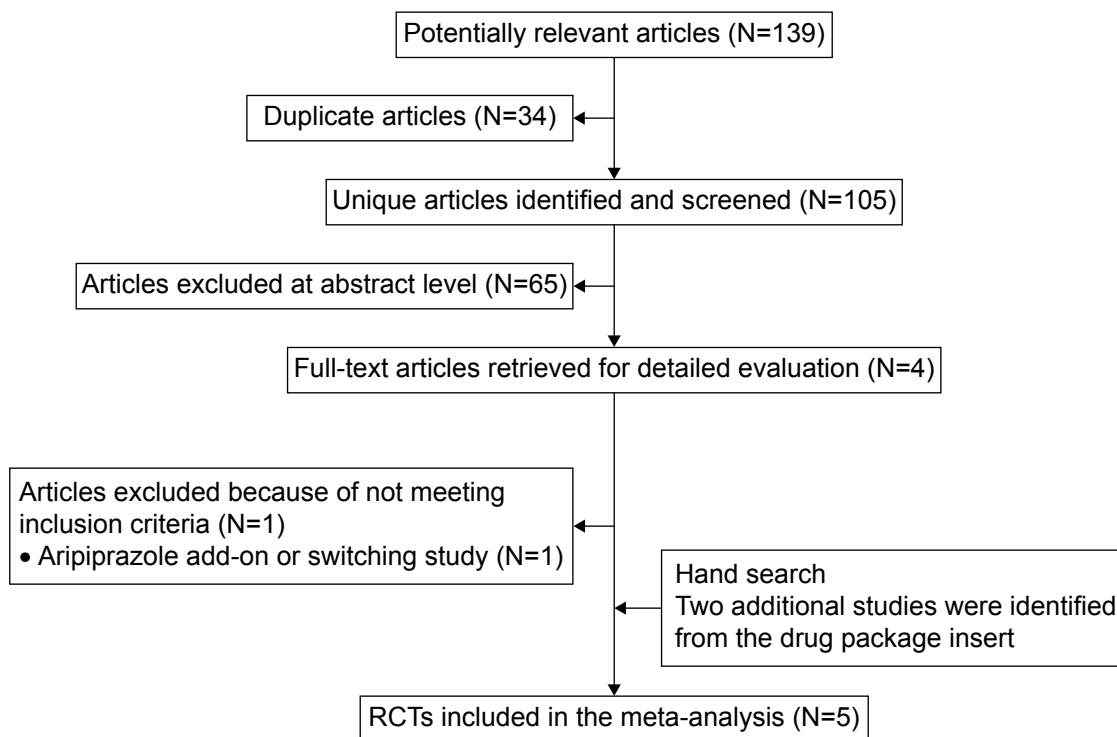 Potentially relevant articles (N=139)
Duplicate articles (N=34)
Unique articles identified and screened (N=105)
Articles excluded at abstract level (N=65)
Full-text articles retrieved for detailed evaluation (N=4)
Articles excluded because of not meeting
inclusion criteria (N=1)
• Aripiprazole add-on or switching study (N=1)
Hand search
Two additional studies were identified
from the drug package insert
RCTs included in the meta-analysis (N=5)